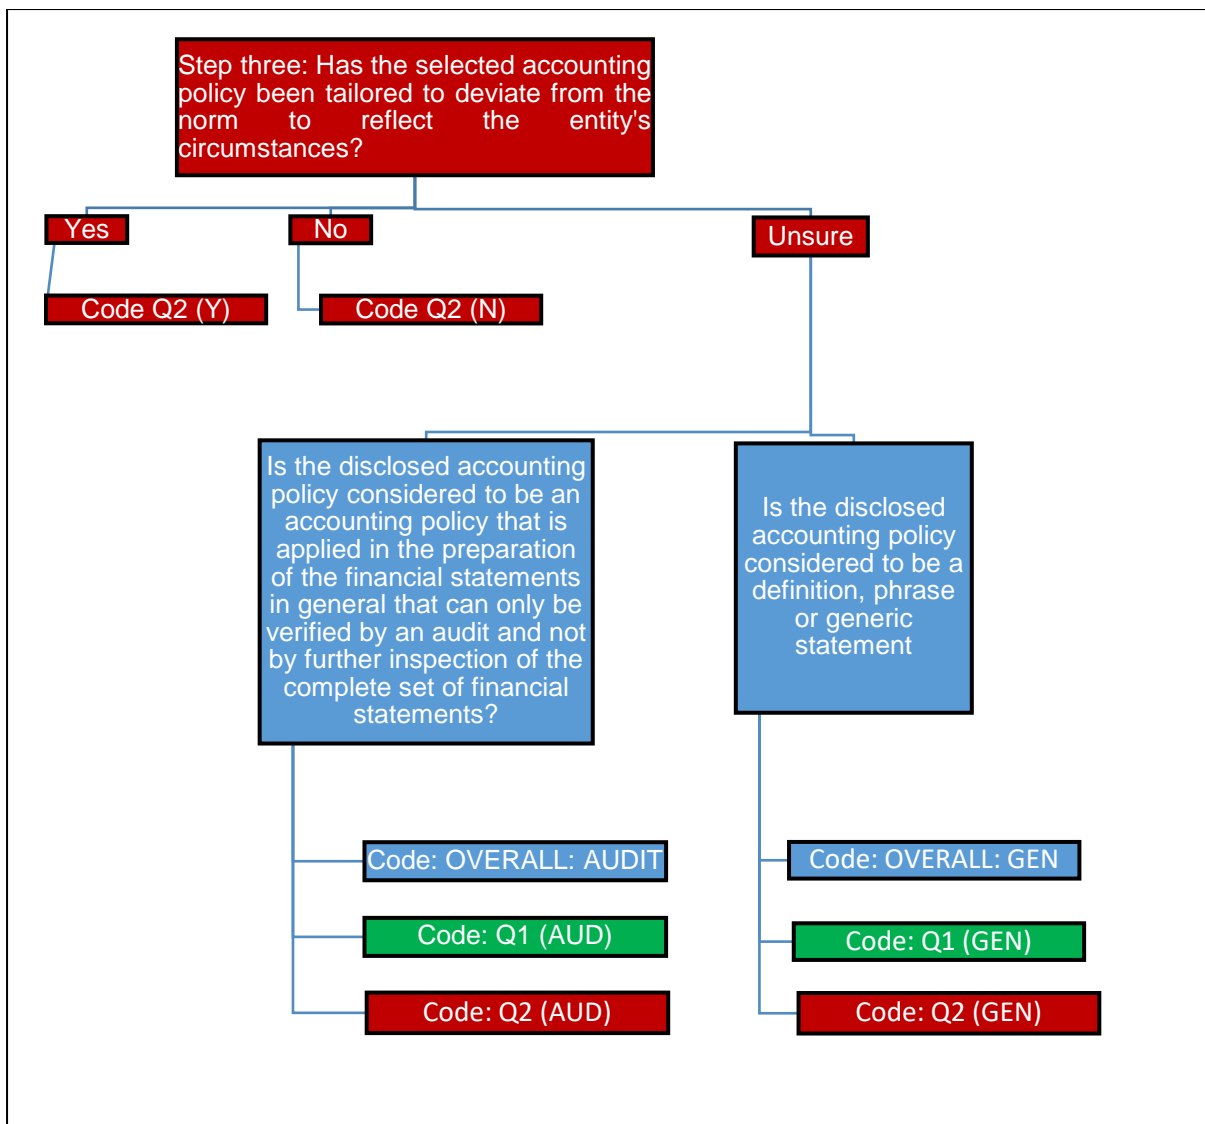 Step three: Has the selected accounting
policy been tailored to deviate from the
norm to reflect the entity's
circumstances?
Yes
No
Unsure
Code Q2 (Y)
Code Q2 (N)
Is the disclosed accounting
policy considered to be an
accounting policy that is
applied in the preparation
of the financial statements
in general that can only be
verified by an audit and not
by further inspection of the
complete set of financial
statements?
Is the disclosed
accounting policy
considered to be a
definition, phrase
or generic
statement
Code: OVERALL: AUDIT
Code: Q1 (AUD)
Code: Q2 (AUD)
Code: OVERALL: GEN
Code: Q1 (GEN)
Code: Q2 (GEN)